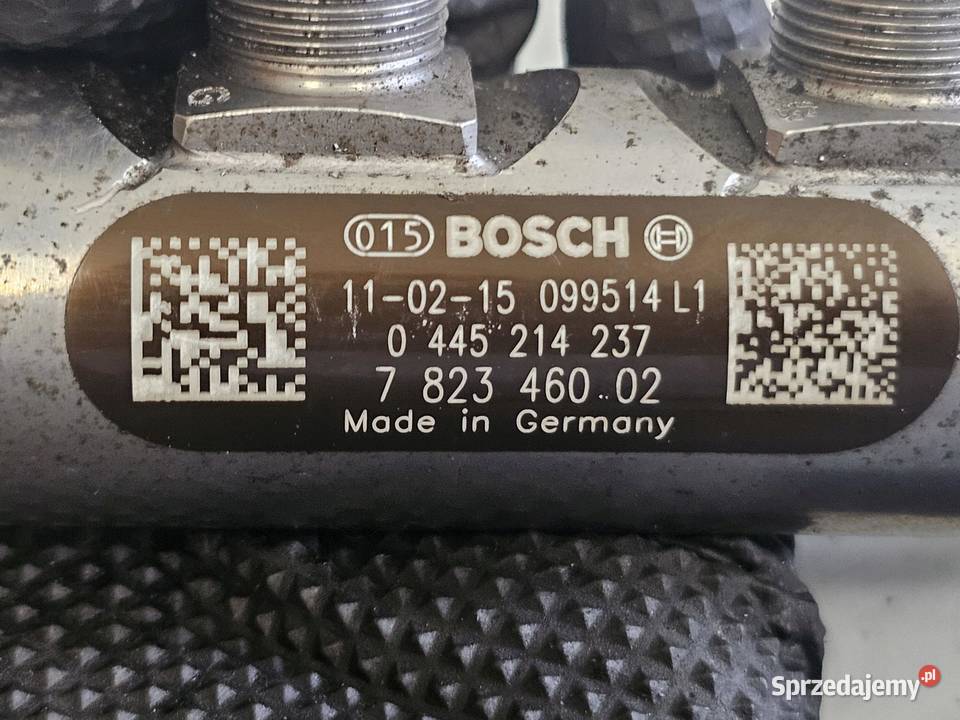 015 BOSCH
11-02-15 099514 L1
0 445 214 237
7 823 460 02
Made in Germany
Sprzedajemy.pl